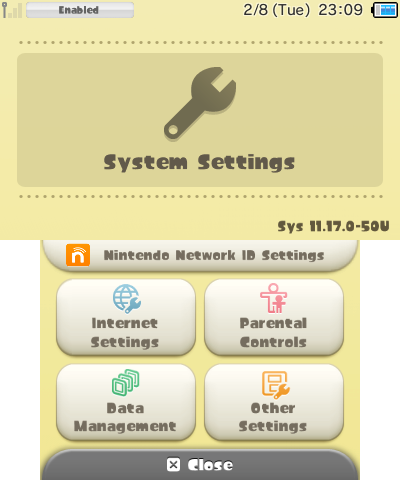 Enabled
2/8 (Tue) 23:09
System Settings
Sys 11.17.0-50U
Nintendo Network ID Settings
Internet
Settings
Parental
Controls
Data
Management
Other
Settings
Close